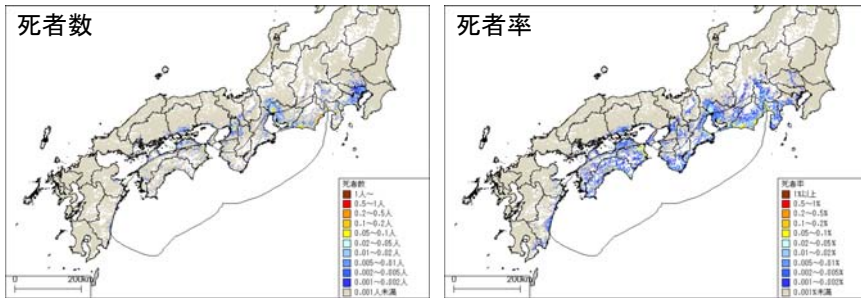 死者数
死者数
1人~
0.5~1人
0.2~0.5人
0.1~0.2人
0.05~0.1人
0.02~0.05人
0.01~0.02人
0.005~0.01人
0.002~0.005人
0.001~0.002人
0.001人未満
0
200km
死者率
死者率
1%以上
0.5~1%
0.2~0.5%
0.1~0.2%
0.05~0.1%
0.02~0.05%
0.01~0.02%
0.005~0.01%
0.002~0.005%
0.001~0.002%
0.001%未満
0
200km